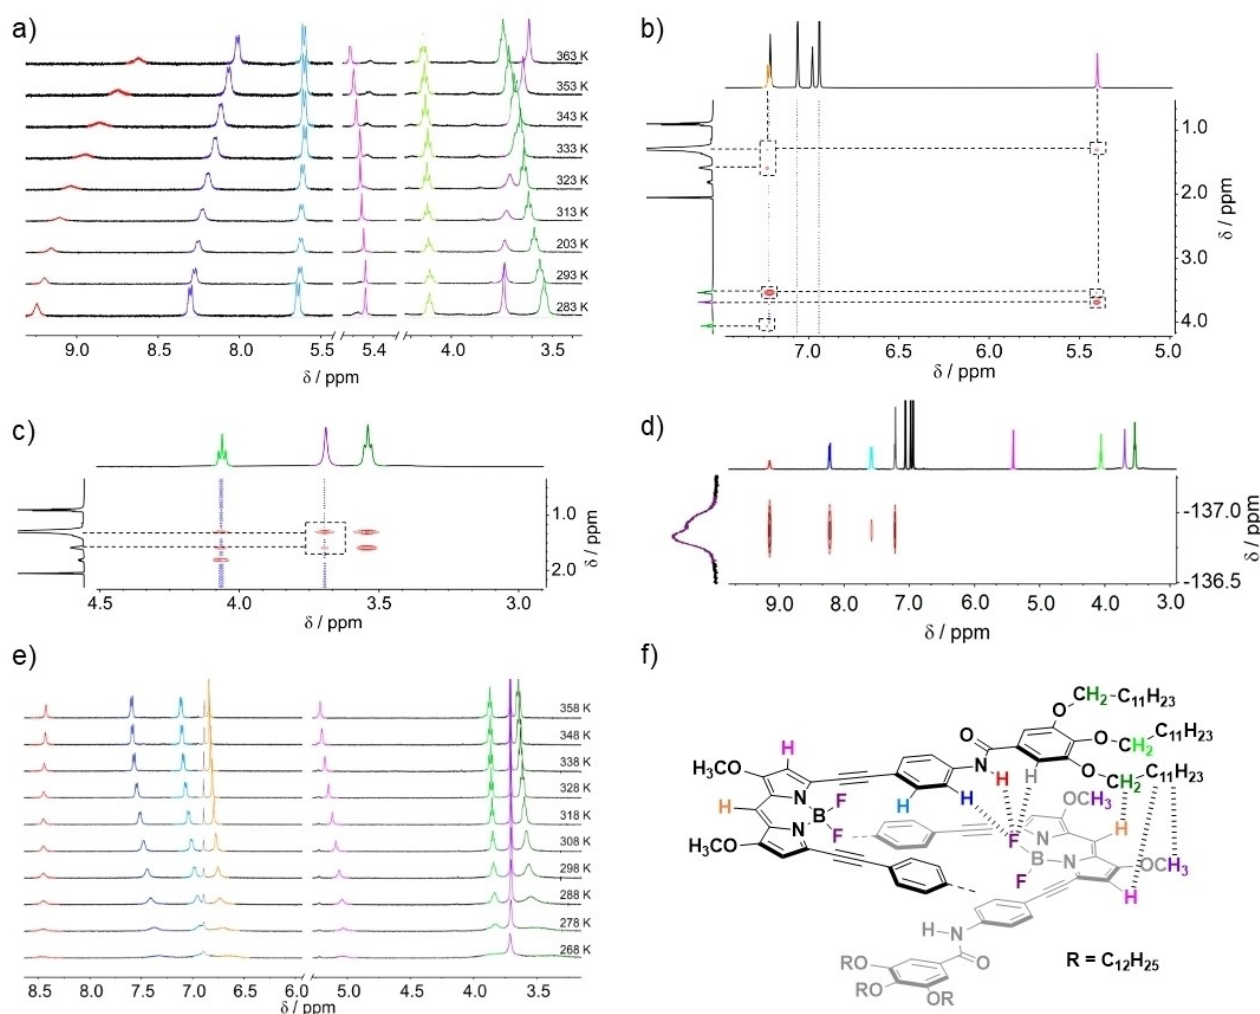 a)
363 K
353 K
343 K
333 K
323 K
313 K
203 K
293 K
283 K
9.0 8.5 8.0 5.5 5.4 4.0 3.5
δ / ppm
b)
1.0
2.0
3.0
4.0
δ / ppm
7.0 6.5 6.0 5.5 5.0
δ / ppm
c)
1.0
2.0
δ / ppm
4.5 4.0 3.5 3.0
δ / ppm
d)
-137.0
-136.5
δ / ppm
9.0 8.0 7.0 6.0 5.0 4.0 3.0
δ / ppm
e)
358 K
348 K
338 K
328 K
318 K
308 K
298 K
288 K
278 K
268 K
8.5 8.0 7.5 7.0 6.5 6.0 5.0 4.5 4.0 3.5
δ / ppm
f)
O CH2 C11H23
O C11H23
O CH2
O CH2 C11H23
N H H
H3CO H
H
H
N F
B
N F
H3CO
OCH3
H
N
F
B N
F
OCH3
H
H N
O
RO
RO OR
R = C12H25